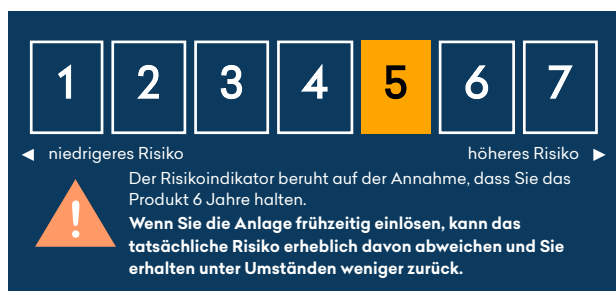 1 2 3 4 5 6 7
◄ niedrigeres Risiko höheres Risiko ►
Der Risikoindikator beruht auf der Annahme, dass Sie das
Produkt 6 Jahre halten.
Wenn Sie die Anlage frühzeitig einlösen, kann das
tatsächliche Risiko erheblich davon abweichen und Sie
erhalten unter Umständen weniger zurück.
!